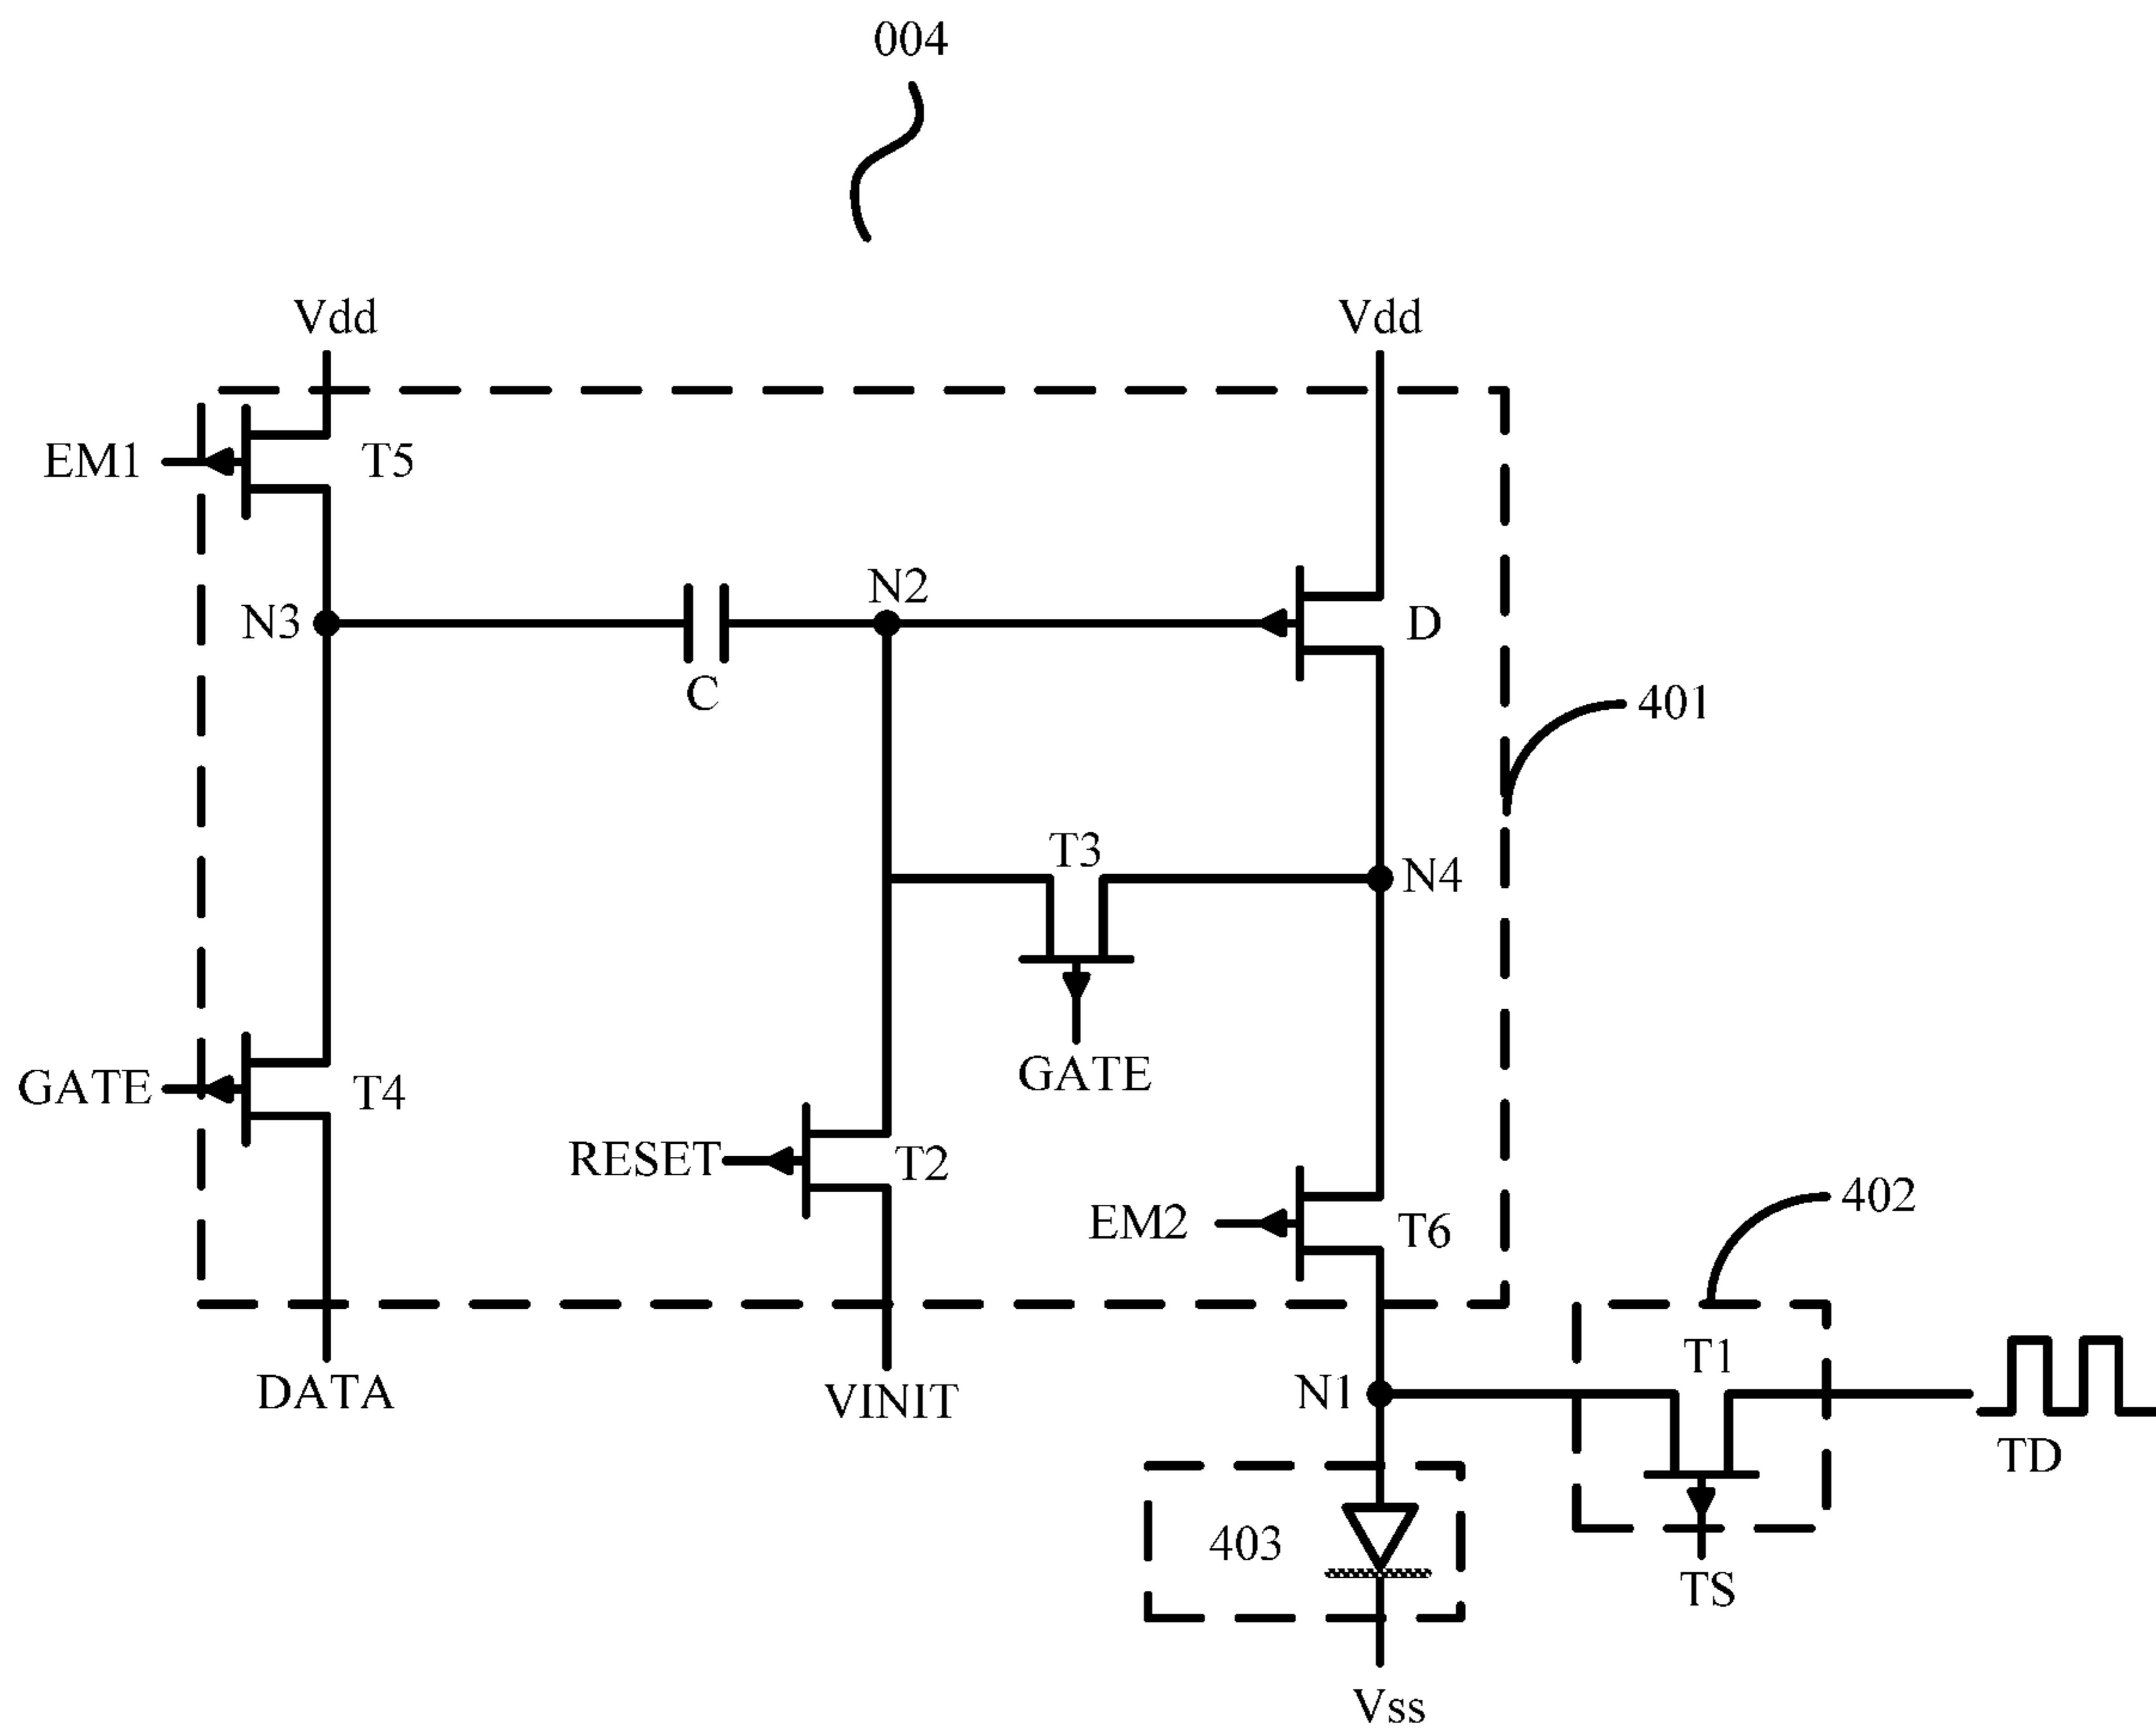 004
Vdd
Vdd
EM1
T5
N3
N2
D
C
401
T3
N4
GATE
GATE
T4
RESET
T2
EM2
T6
402
T1
DATA
VINIT
N1
TD
403
TS
Vss